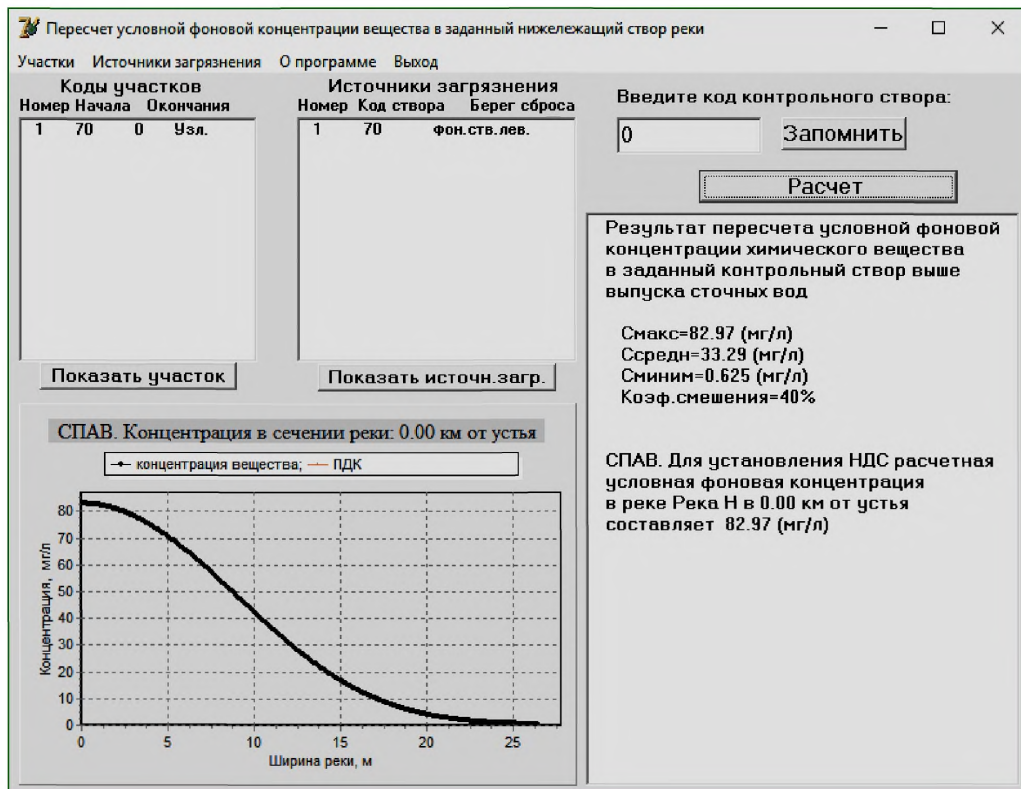 Пересчет условной фоновой концентрации вещества в заданный нижележащий створ реки
Участки Источники загрязнения О программе Выход
Коды участков
Номер Начала Окончания
1 70 0 Узл.
Показать участок
Источники загрязнения
Номер Код створа Берег сброса
1 70 фон.ств.лев.
Показать источн.загр.
Введите код контрольного створа:
0 Запомнить
Расчет
Результат пересчета условной фоновой
концентрации химического вещества
в заданный контрольный створ выше
выпуска сточных вод
Смакс=82.97 (мг/л)
Ссредн=33.29 (мг/л)
Сминим=0.625 (мг/л)
Коэф.смешения=40%
СПАВ. Для установления НДС расчетная
условная фоновая концентрация
в реке Река Н в 0.00 км от устья
составляет 82.97 (мг/л)
СПАВ. Концентрация в сечении реки: 0.00 км от устья
концентрация вещества; ПДК
Концентрация, мг/л
80
70
60
50
40
30
20
10
0
0 5 10 15 20 25
Ширина реки, м